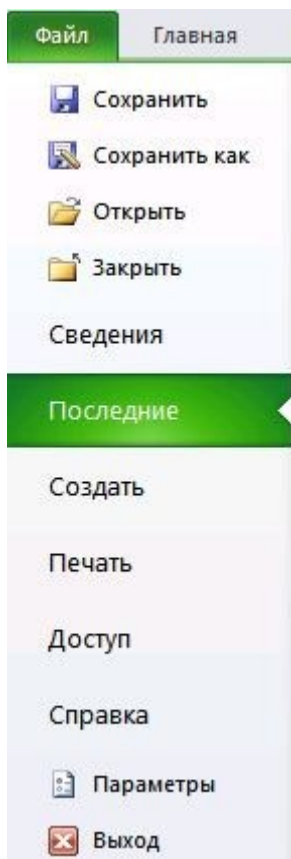 Файл Главная
Сохранить
Сохранить как
Открыть
Закрыть
Сведения
Последние
Создать
Печать
Доступ
Справка
Параметры
Выход